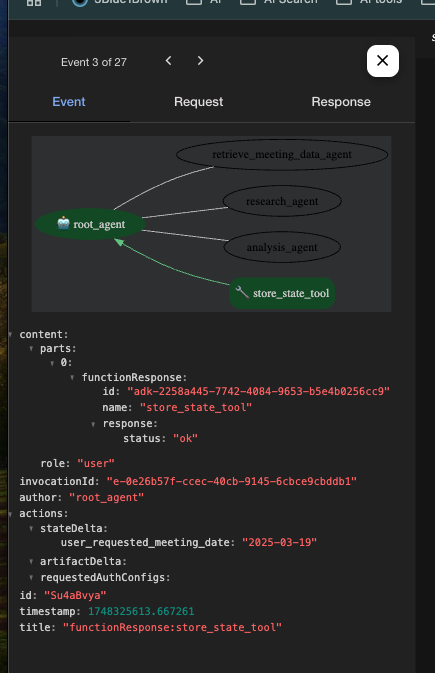 3Blue1Brown
AI
AI Search
AI tools
Event 3 of 27
Event
Request
Response
retrieve_meeting_data_agent
research_agent
root_agent
analysis_agent
store_state_tool
content:
parts:
0:
functionResponse:
id: "adk-2258a445-7742-4084-9653-b5e4b0256cc9"
name: "store_state_tool"
response:
status: "ok"
role: "user"
invocationId: "e-0e26b57f-ccec-40cb-9145-6cbce9cbddb1"
author: "root_agent"
actions:
stateDelta:
user_requested_meeting_date: "2025-03-19"
artifactDelta:
requestedAuthConfigs:
id: "Su4aBvya"
timestamp: 1748325613.667261
title: "functionResponse:store_state_tool"